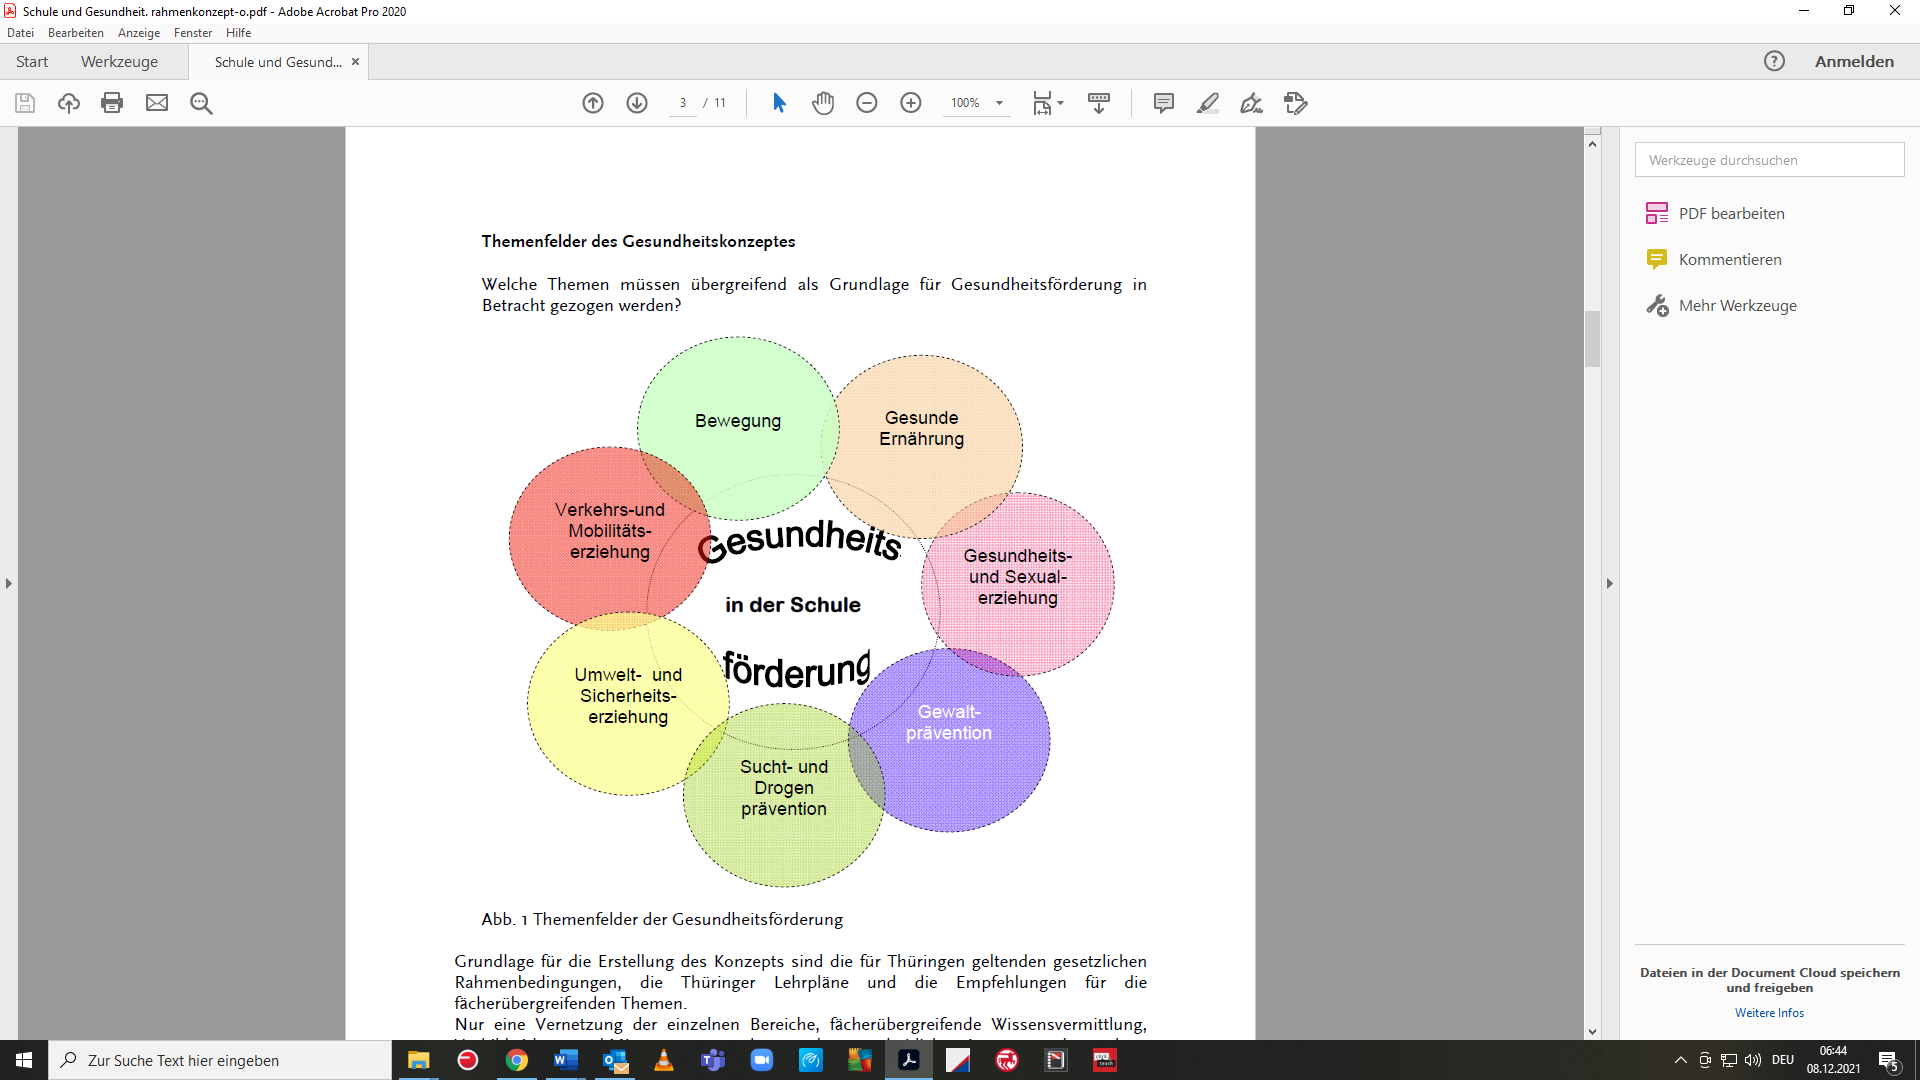 Schule und Gesundheit. rahmenkonzept-o.pdf - Adobe Acrobat Pro 2020
Datei Bearbeiten Anzeige Fenster Hilfe
Start Werkzeuge Schule und Gesund... × Anmelden
3 / 11 100%
Werkzeuge durchsuchen
PDF bearbeiten
Kommentieren
Mehr Werkzeuge
Themenfelder des Gesundheitskonzeptes
Welche Themen müssen übergreifend als Grundlage für Gesundheitsförderung in
Betracht gezogen werden?
Bewegung
Gesunde
Ernährung
Verkehrs-und
Mobilitäts-
erziehung
Gesundheits
in der Schule
förderung
Gesundheits-
und Sexual-
erziehung
Umwelt- und
Sicherheits-
erziehung
Gewalt-
prävention
Sucht- und
Drogen
prävention
Abb. 1 Themenfelder der Gesundheitsförderung
Grundlage für die Erstellung des Konzepts sind die für Thüringen geltenden gesetzlichen
Rahmenbedingungen, die Thüringer Lehrpläne und die Empfehlungen für die
fächerübergreifenden Themen.
Nur eine Vernetzung der einzelnen Bereiche, fächerübergreifende Wissensvermittlung,
Dateien in der Document Cloud speichern
und freigeben
Weitere Infos
Zur Suche Text hier eingeben
DEU
06:44
08.12.2021
5